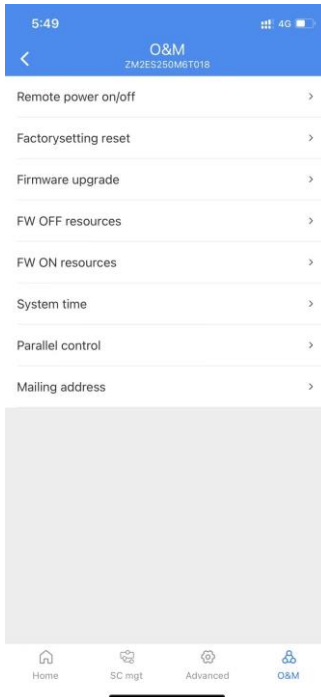 5:49
4G
O&M
ZM2ES250M6T018
Remote power on/off
Factorysetting reset
Firmware upgrade
FW OFF resources
FW ON resources
System time
Parallel control
Mailing address
Home
SC mgt
Advanced
O&M